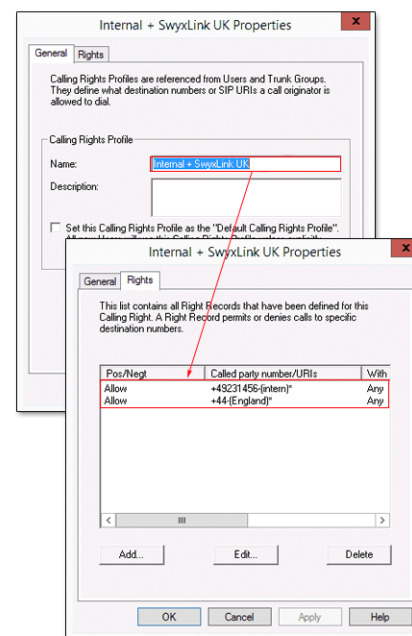 Internal + SwyxLink UK Properties
x
General Rights
Calling Rights Profiles are referenced from Users and Trunk Groups.
They define what destination numbers or SIP URIs a call originator is
allowed to dial.
Calling Rights Profile
Name: Internal + SwyxLink UK
Description:
Set this Calling Rights Profile as the "Default Calling Rights Profile".
Internal + SwyxLink UK Properties
x
General Rights
This list contains all Right Records that have been defined for this
Calling Right. A Right Record permits or denies calls to specific
destination numbers.
Pos/Negt Called party number/URIs With
Allow +49231456-(intern)* Any
Allow +44-(England)* Any
Add... Edit... Delete
OK Cancel Apply Help